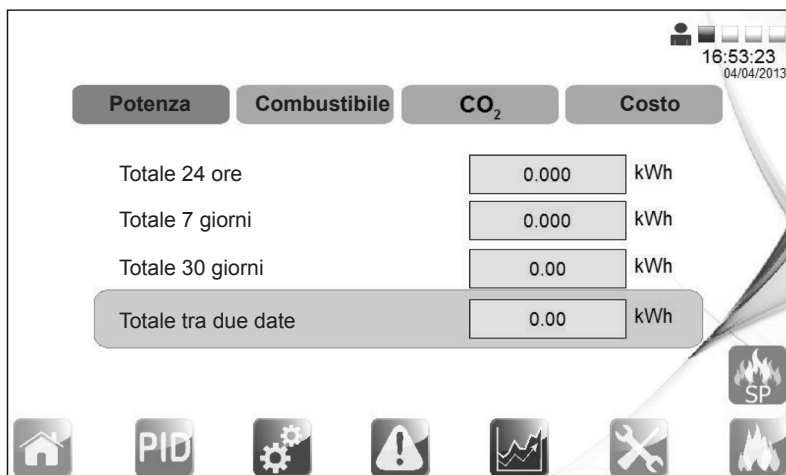 16:53:23
04/04/2013
Potenza Combustibile CO₂ Costo
Totale 24 ore 0.000 kWh
Totale 7 giorni 0.000 kWh
Totale 30 giorni 0.00 kWh
Totale tra due date 0.00 kWh
SP
PID